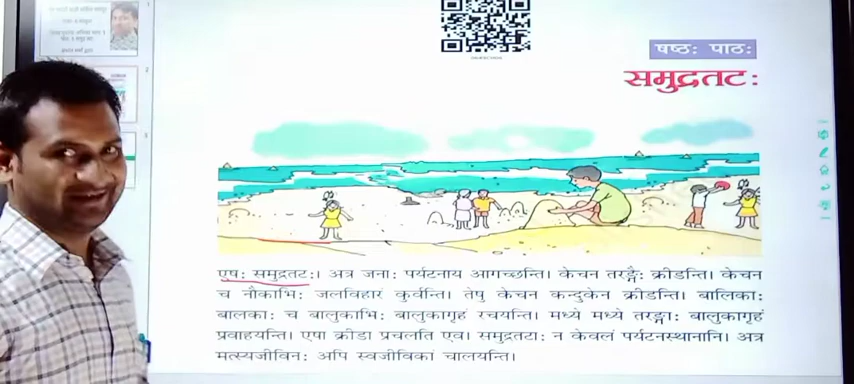 षष्ठः पाठः
समुद्रतटः
एषः समुद्रतटः। अत्र जनाः पर्यटनाय आगच्छन्ति। केचन तरङ्गैः क्रीडन्ति। केचन
च नौकाभिः जलविहारं कुर्वन्ति। तेषु केचन कन्दुकेन क्रीडन्ति। बालिकाः
बालकाः च बालुकाभिः बालुकागृहं रचयन्ति। मध्ये मध्ये तरङ्गाः बालुकागृहं
प्रवाहयन्ति। एषा क्रीडा प्रचलति एव। समुद्रतटाः न केवलं पर्यटनस्थानानि। अत्र
मत्स्यजीविनः अपि स्वजीविकां चालयन्ति।